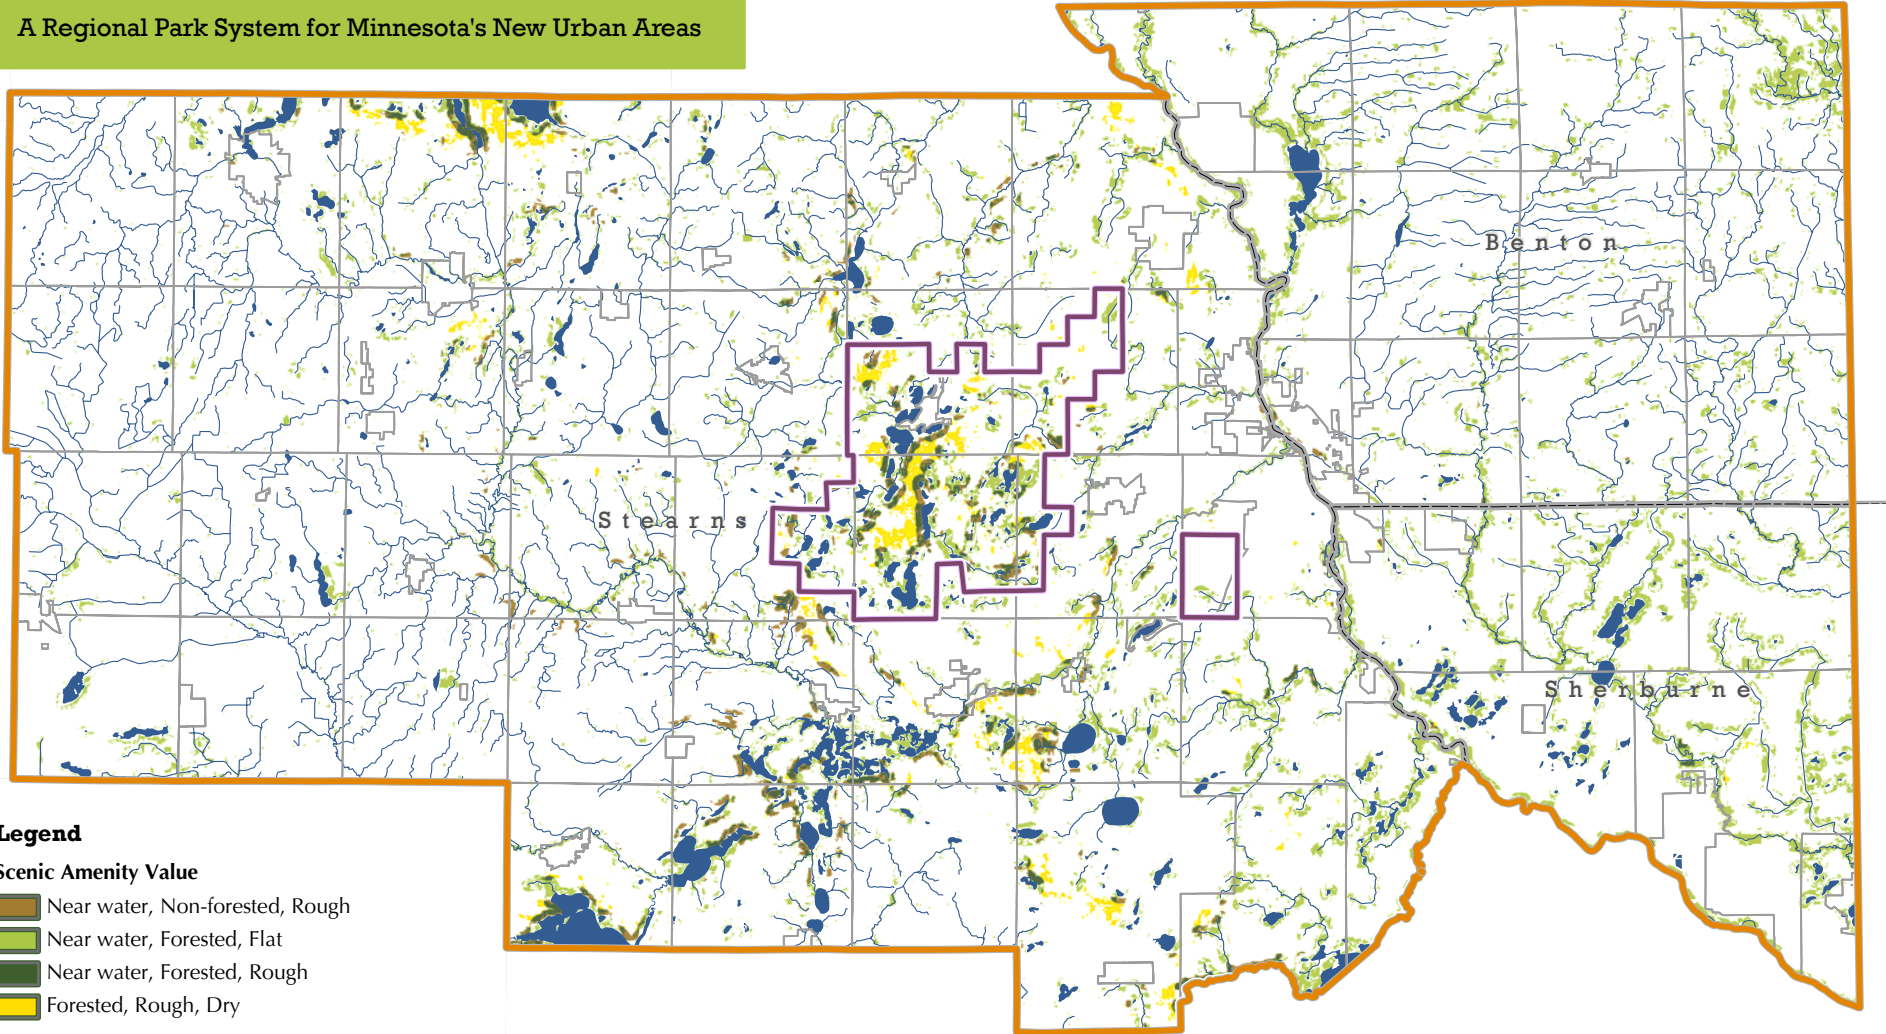 A Regional Park System for Minnesota's New Urban Areas
Benton
Stearns
Sherburne
Legend
Scenic Amenity Value
Near water, Non-forested, Rough
Near water, Forested, Flat
Near water, Forested, Rough
Forested, Rough, Dry